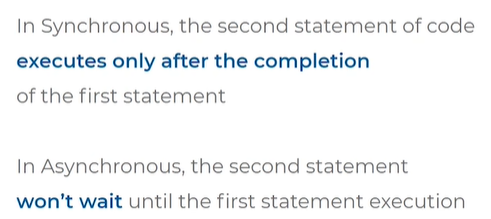 In Synchronous, the second statement of code
executes only after the completion
of the first statement
In Asynchronous, the second statement
won’t wait until the first statement execution